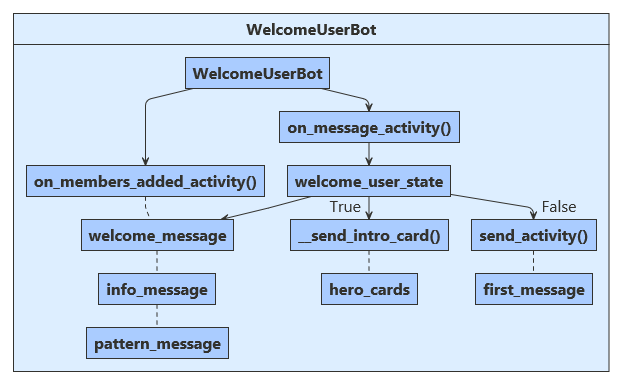 WelcomeUserBot
WelcomeUserBot
on_message_activity()
on_members_added_activity()
welcome_user_state
True
False
welcome_message
__send_intro_card()
send_activity()
info_message
hero_cards
first_message
pattern_message